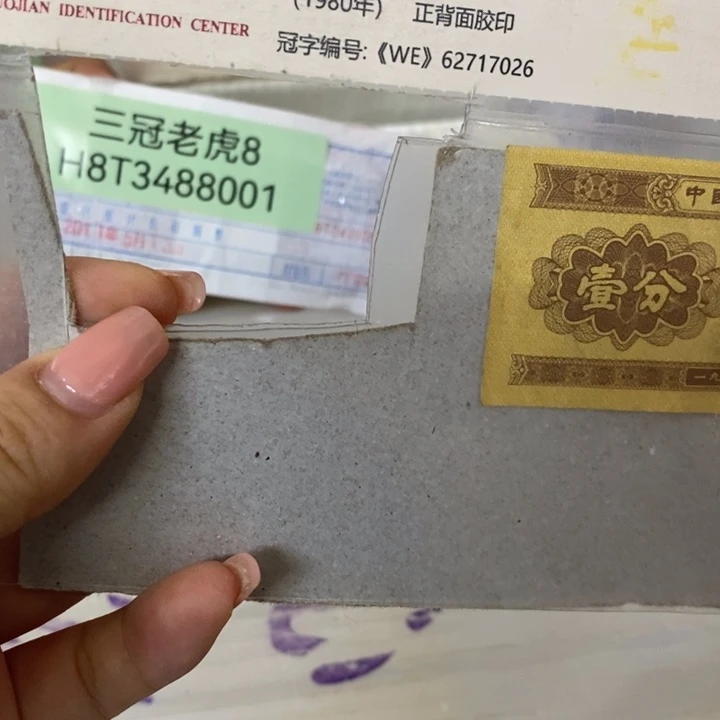 OJIAN IDENTIFICATION CENTER
(1980年) 正背面胶印
冠字编号:《WE》62717026
三冠老虎8
H8T3488001
中国
壹分